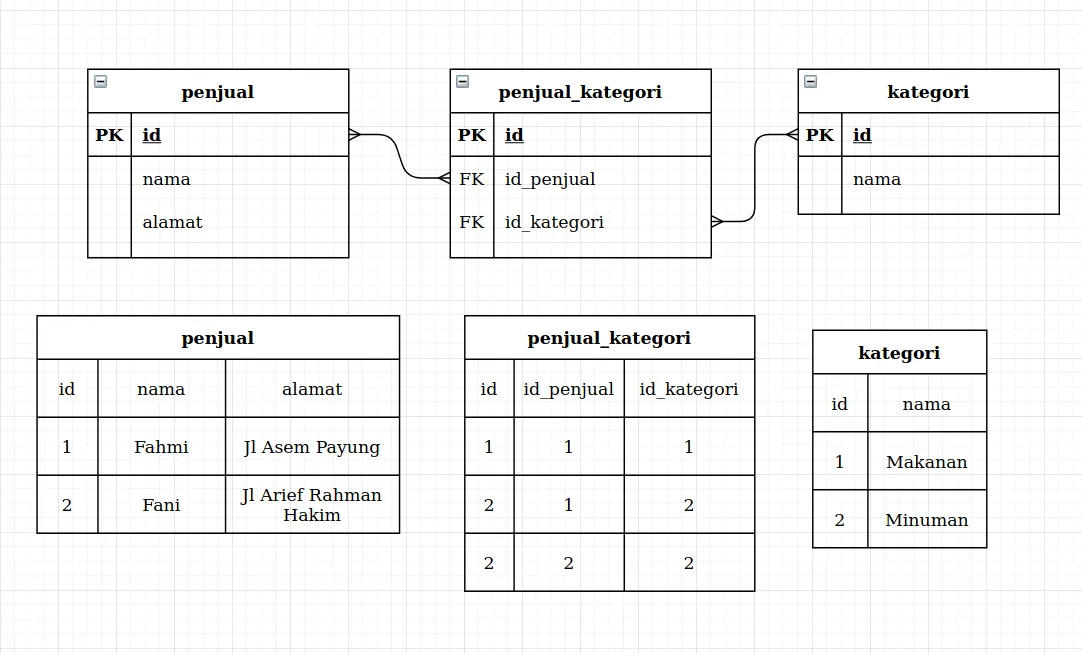 penjual
PK id
nama
alamat
penjual_kategori
PK id
FK id_penjual
FK id_kategori
kategori
PK id
nama
penjual
id nama alamat
1 Fahmi Jl Asem Payung
2 Fani Jl Arief Rahman
Hakim
penjual_kategori
id id_penjual id_kategori
1 1 1
2 1 2
2 2 2
kategori
id nama
1 Makanan
2 Minuman